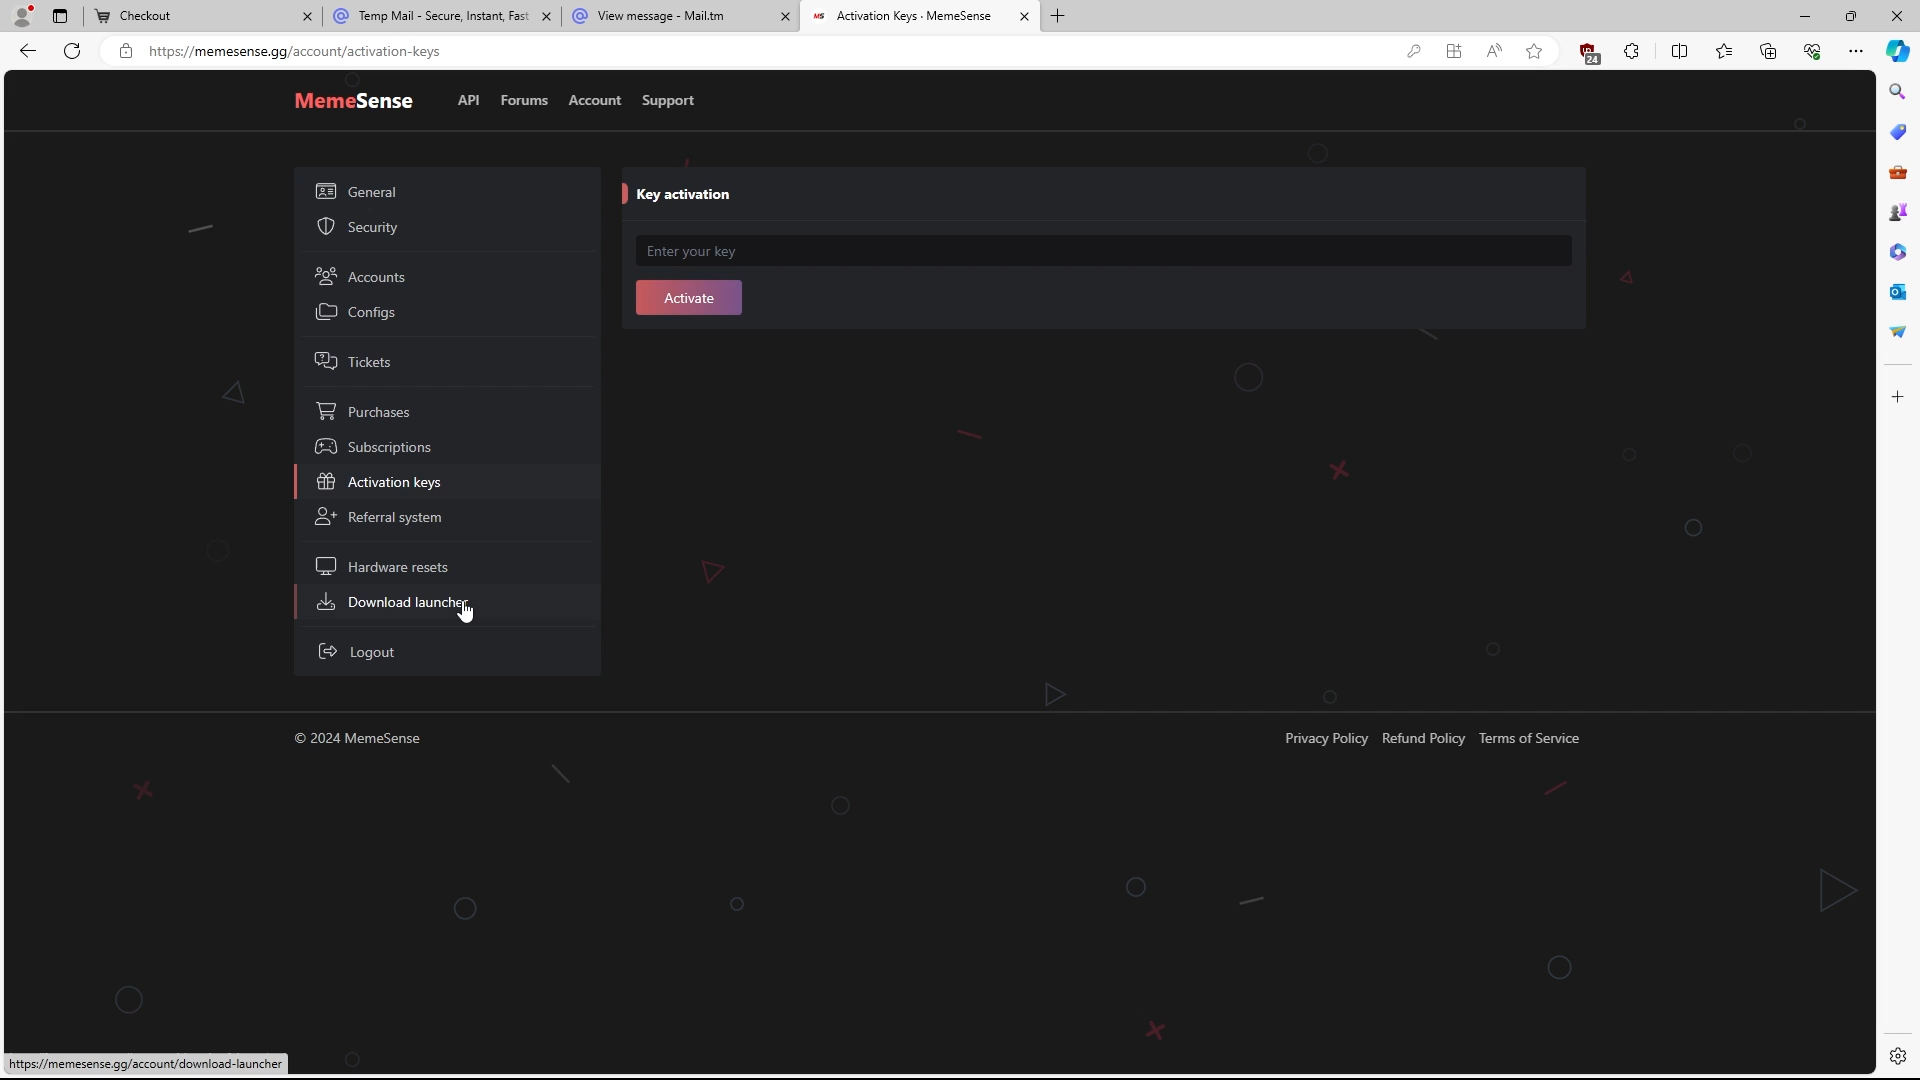 Checkout
Temp Mail - Secure, Instant, Fast
View message - Mail.tm
MS Activation Keys · MemeSense
https://memesense.gg/account/activation-keys
24
MemeSense
API Forums Account Support
General
Security
Accounts
Configs
Tickets
Purchases
Subscriptions
Activation keys
Referral system
Hardware resets
Download launcher
Logout
Key activation
Enter your key
Activate
© 2024 MemeSense
Privacy Policy Refund Policy Terms of Service
https://memesense.gg/account/download-launcher